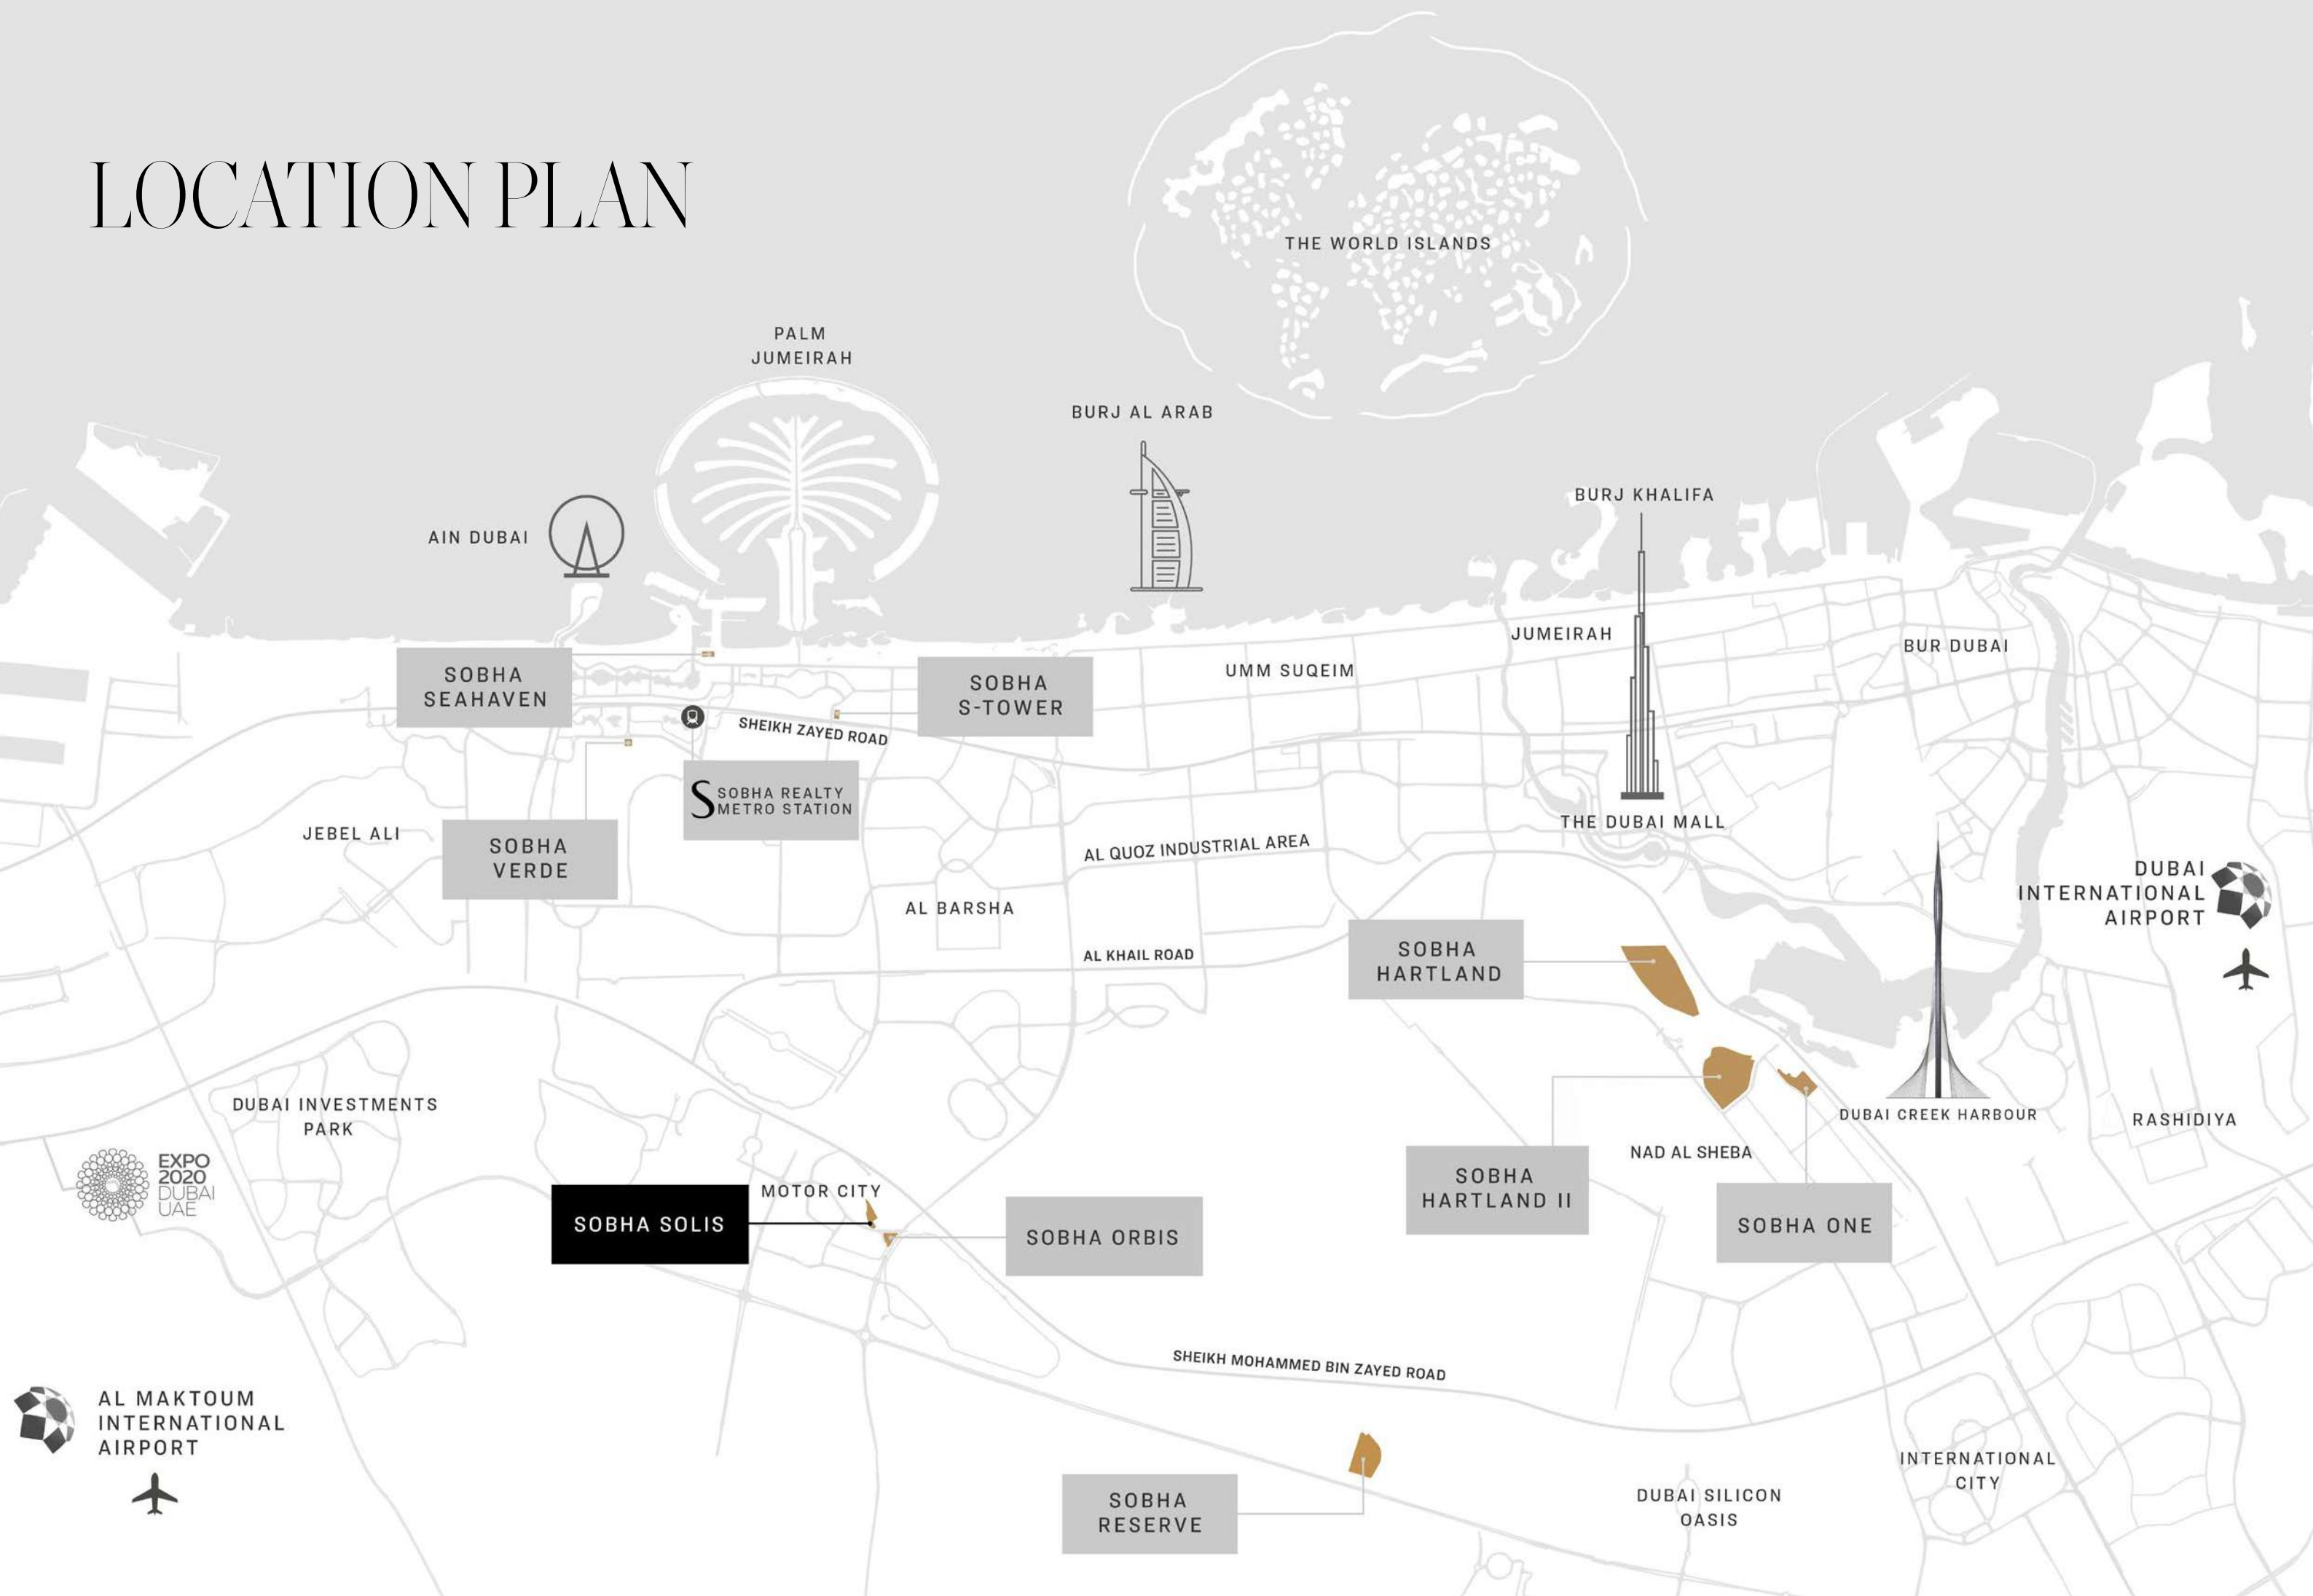 LOCATION PLAN
THE WORLD ISLANDS
PALM
JUMEIRAH
BURJ AL ARAB
BURJ KHALIFA
AIN DUBAI
JUMEIRAH
BUR DUBAI
UMM SUQEIM
SOBHA
SEAHAVEN
SOBHA
S-TOWER
SHEIKH ZAYED ROAD
S SOBHA REALTY
METRO STATION
THE DUBAI MALL
JEBEL ALI
SOBHA
VERDE
AL QUOZ INDUSTRIAL AREA
DUBAI
INTERNATIONAL
AIRPORT
AL BARSHA
AL KHAIL ROAD
SOBHA
HARTLAND
DUBAI INVESTMENTS
PARK
DUBAI CREEK HARBOUR
RASHIDIYA
NAD AL SHEBA
EXPO
2020
DUBAI
UAE
MOTOR CITY
SOBHA SOLIS
SOBHA ORBIS
SOBHA
HARTLAND II
SOBHA ONE
SHEIKH MOHAMMED BIN ZAYED ROAD
AL MAKTOUM
INTERNATIONAL
AIRPORT
SOBHA
RESERVE
DUBAI SILICON
OASIS
INTERNATIONAL
CITY